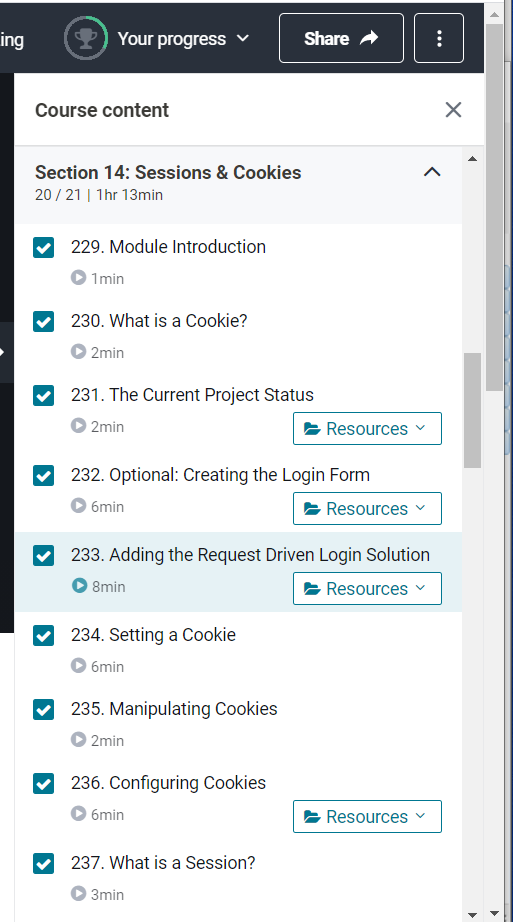 ing
Your progress
Share
Course content
Section 14: Sessions & Cookies
20 / 21 | 1hr 13min
229. Module Introduction
1min
230. What is a Cookie?
2min
231. The Current Project Status
2min
Resources
232. Optional: Creating the Login Form
6min
Resources
233. Adding the Request Driven Login Solution
8min
Resources
234. Setting a Cookie
6min
235. Manipulating Cookies
2min
236. Configuring Cookies
6min
Resources
237. What is a Session?
3min